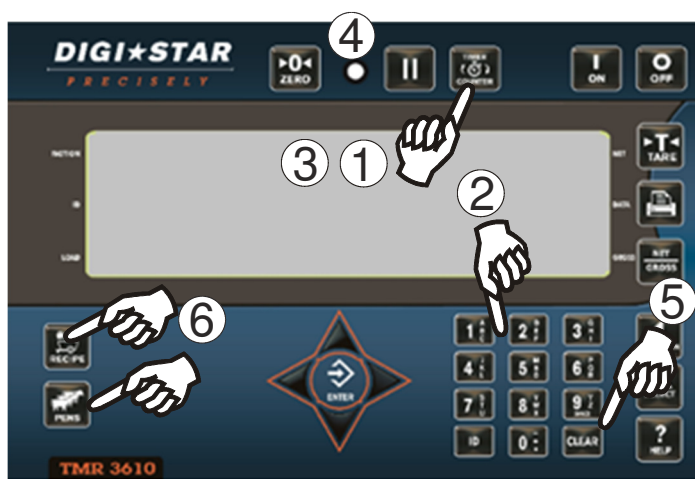 DIGI★STAR
PRECISELY
►0◄
ZERO
4
TIMER
COUNTER
I
ON
O
OFF
3 1
►T◄
TARE
FUNCTION
NET
2
ID
DATA
LOAD
GROSS
NET
GROSS
5
6
RECIPE
PENS
ENTER
1 2 3
4 5 6
7 8 9
ID 0 CLEAR
?
HELP
TMR 3610